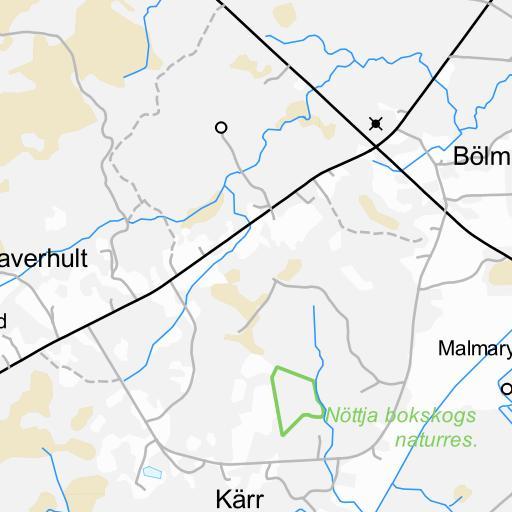 Bölm
averhult
d
Malmary
Nöttja bokskogs
naturres.
Kärr